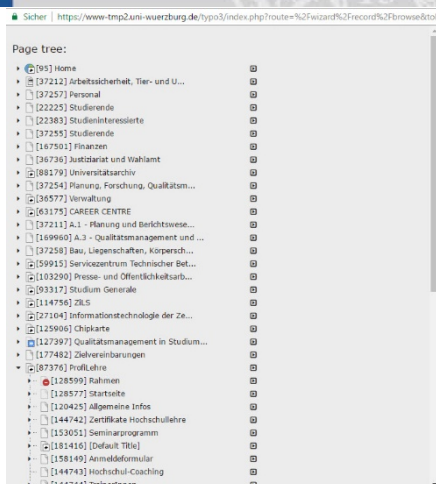 Sicher | https://www-tmp2.uni-wuerzburg.de/typo3/index.php?route=%2Fwizard%2Frecord%2Fbrowse&tol
Page tree:
[95] Home
[37212] Arbeitssicherheit, Tier- und U...
[37257] Personal
[22225] Studierende
[22383] Studieninteressierte
[37255] Studierende
[167501] Finanzen
[36736] Justiziariat und Wahlamt
[88179] Universitätsarchiv
[37254] Planung, Forschung, Qualitätsm...
[36577] Verwaltung
[63175] CAREER CENTRE
[37211] A.1 - Planung und Berichtswese...
[169960] A.3 - Qualitätsmanagement und ...
[37258] Bau, Liegenschaften, Körpersch...
[59915] Servicezentrum Technischer Bet...
[103290] Presse- und Öffentlichkeitsarb...
[93317] Studium Generale
[114756] ZiLS
[27104] Informationstechnologie der Ze...
[125906] Chipkarte
[127397] Qualitätsmanagement in Studium...
[177482] Zielvereinbarungen
[87376] ProfiLehre
[128599] Rahmen
[128577] Startseite
[120425] Allgemeine Infos
[144742] Zertifikate Hochschullehre
[153051] Seminarprogramm
[181416] [Default Title]
[158149] Anmeldeformular
[144743] Hochschul-Coaching